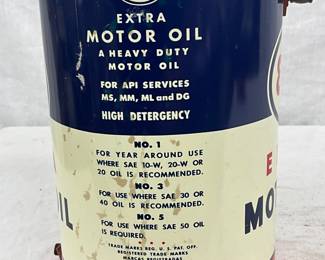 EXTRA
MOTOR OIL
A HEAVY DUTY
MOTOR OIL
FOR API SERVICES
MS, MM, ML and DG
HIGH DETERGENCY
NO. 1
FOR YEAR AROUND USE
WHERE SAE 10-W, 20-W OR
20 OIL IS RECOMMENDED.
NO. 3
FOR USE WHERE SAE 30 OR
40 OIL IS RECOMMENDED.
NO. 5
FOR USE WHERE SAE 50 OIL
IS REQUIRED.
TRADE MARKS REG. U. S. PAT. OFF.
REGISTERED TRADE MARKS
MARCAS REGISTRADAS
IL
E
MO